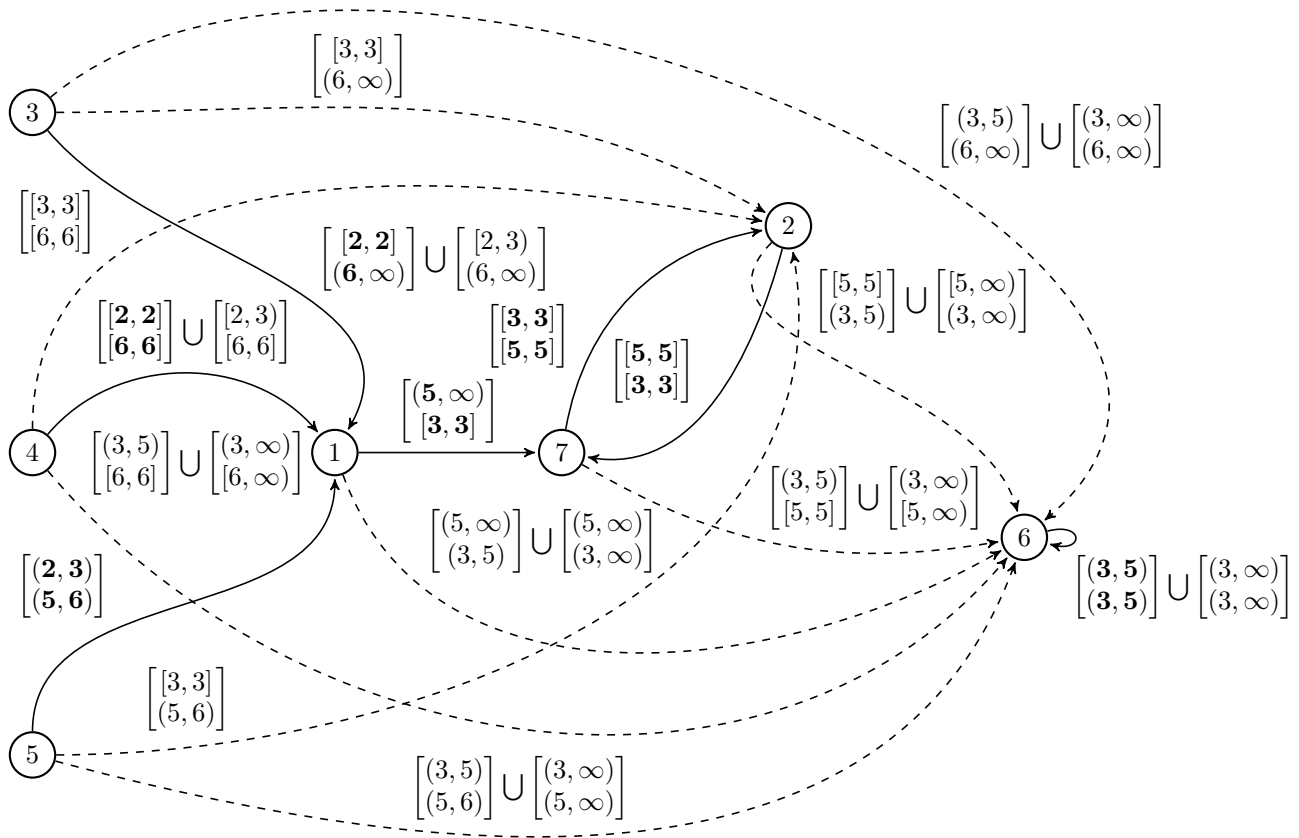 [3, 3]
(6, ∞)
3
(3, 5) ∪ (3, ∞)
(6, ∞) (6, ∞)
[3, 3]
[6, 6]
2
[2, 2] ∪ [2, 3)
(6, ∞) (6, ∞)
[5, 5] ∪ [5, ∞)
(3, 5) (3, ∞)
[2, 2] ∪ [2, 3)
[6, 6] [6, 6]
[3, 3]
[5, 5]
[5, 5]
[3, 3]
(5, ∞)
[3, 3]
4
(3, 5) ∪ (3, ∞)
[6, 6] [6, ∞)
1
7
(3, 5) ∪ (3, ∞)
[5, 5] [5, ∞)
(5, ∞) ∪ (5, ∞)
(3, 5) (3, ∞)
6
(2, 3)
(5, 6)
(3, 5) ∪ (3, ∞)
(3, 5) (3, ∞)
[3, 3]
(5, 6)
5
(3, 5) ∪ (3, ∞)
(5, 6) (5, ∞)